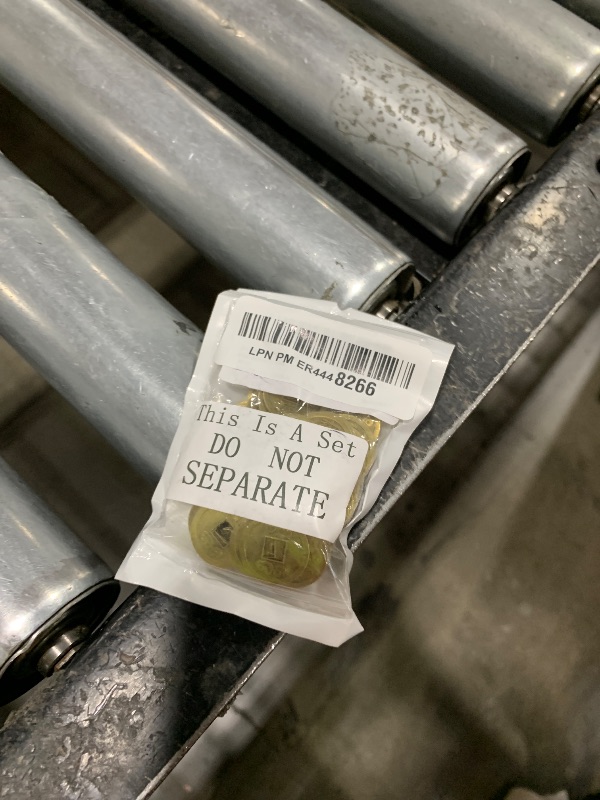 LPN PM ER4448266
This Is A Set
DO NOT
SEPARATE